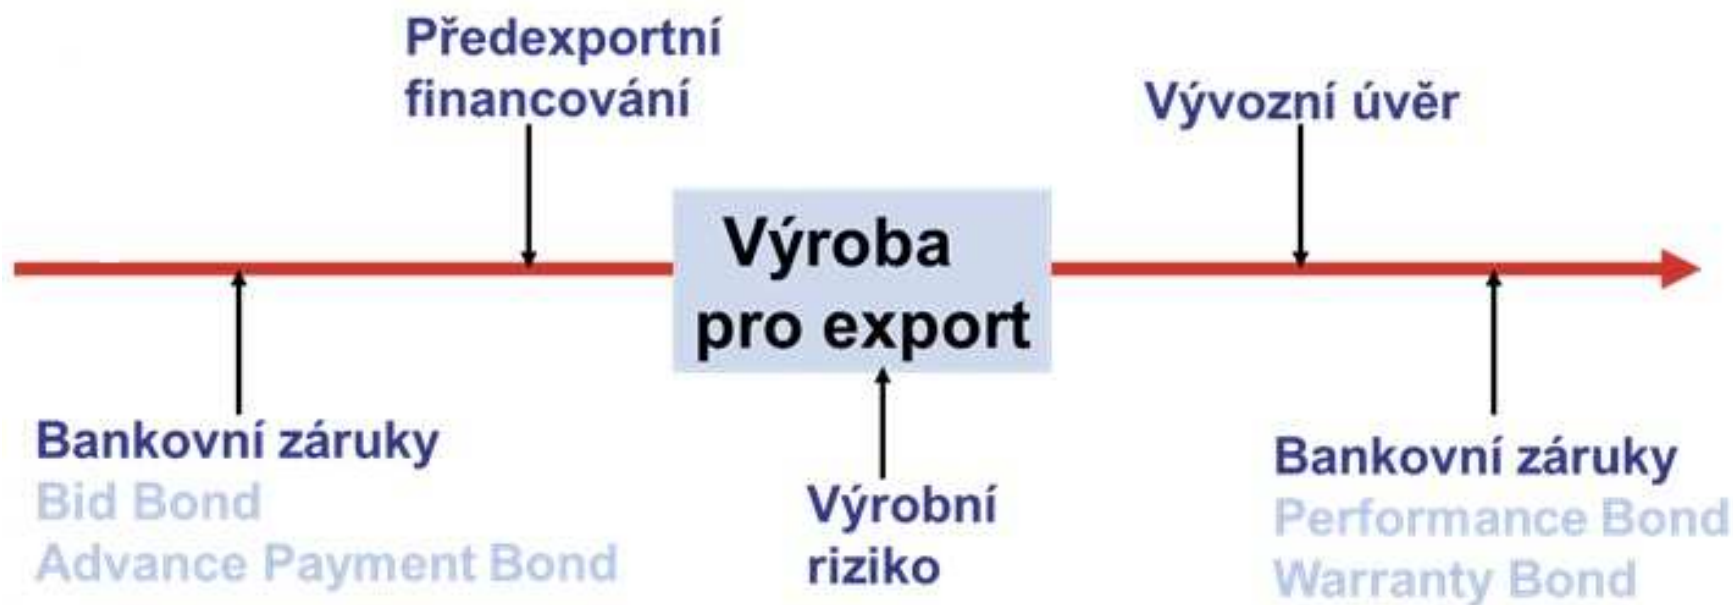 Předexportní
financování
Vývozní úvěr
Výroba
pro export
Bankovní záruky
Bid Bond
Advance Payment Bond
Výrobní
riziko
Bankovní záruky
Performance Bond
Warranty Bond